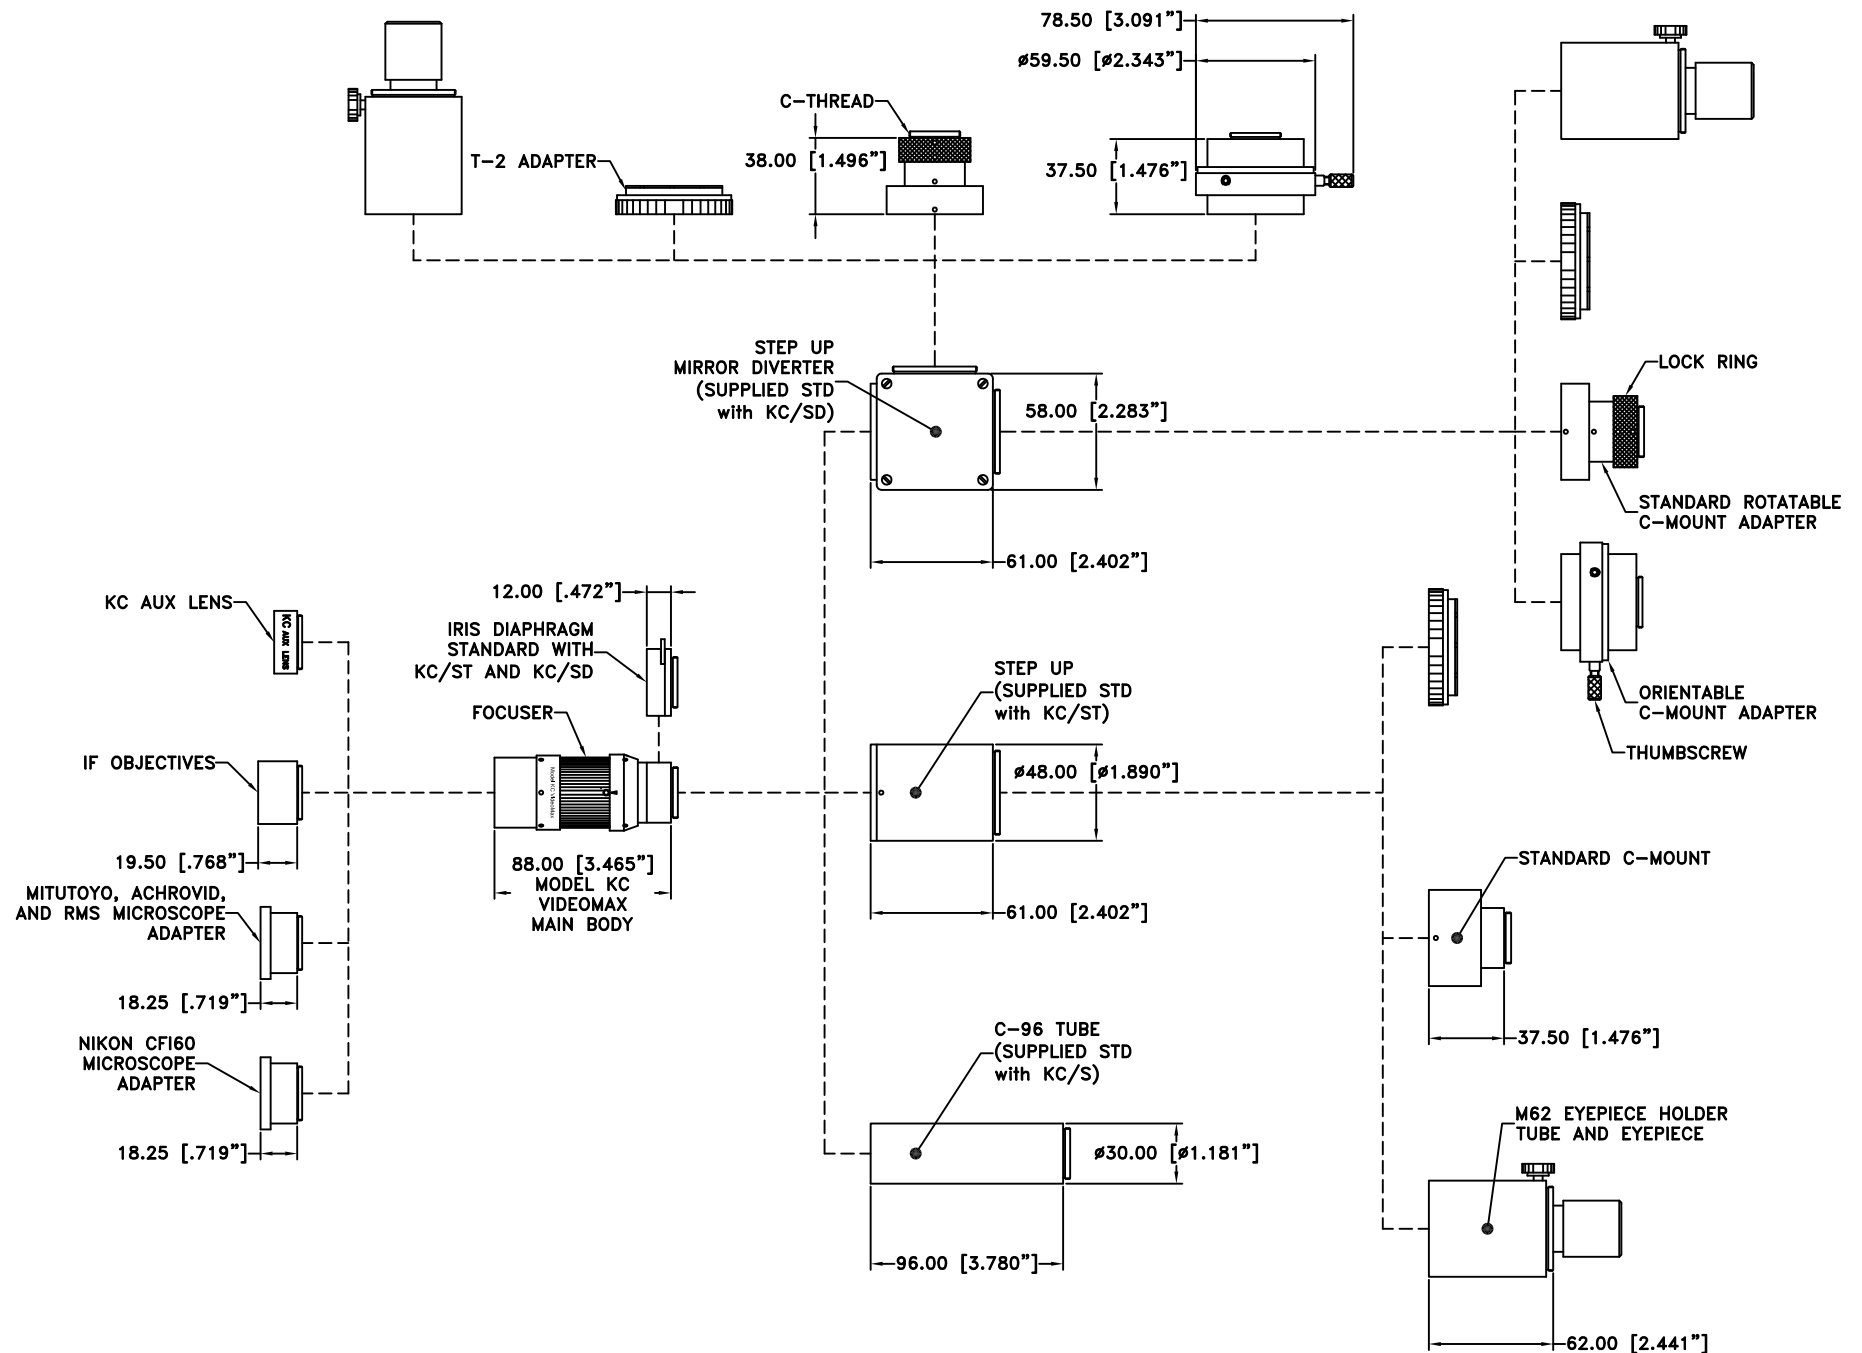 78.50 [3.091”]
ø59.50 [ø2.343”]
C-THREAD
38.00 [1.496”]
37.50 [1.476”]
T-2 ADAPTER
STEP UP
MIRROR DIVERTER
(SUPPLIED STD
with KC/SD)
58.00 [2.283”]
61.00 [2.402”]
LOCK RING
STANDARD ROTATABLE
C-MOUNT ADAPTER
ORIENTABLE
C-MOUNT ADAPTER
THUMBSCREW
KC AUX LENS
KC AUX LENS
12.00 [.472”]
IRIS DIAPHRAGM
STANDARD WITH
KC/ST AND KC/SD
FOCUSER
Model KC VideoMax
88.00 [3.465”]
MODEL KC
VIDEOMAX
MAIN BODY
IF OBJECTIVES
19.50 [.768”]
MITUTOYO, ACHROVID,
AND RMS MICROSCOPE
ADAPTER
18.25 [.719”]
NIKON CFI60
MICROSCOPE
ADAPTER
18.25 [.719”]
STEP UP
(SUPPLIED STD
with KC/ST)
ø48.00 [ø1.890”]
61.00 [2.402”]
C-96 TUBE
(SUPPLIED STD
with KC/S)
ø30.00 [ø1.181”]
96.00 [3.780”]
STANDARD C-MOUNT
37.50 [1.476”]
M62 EYEPIECE HOLDER
TUBE AND EYEPIECE
62.00 [2.441”]